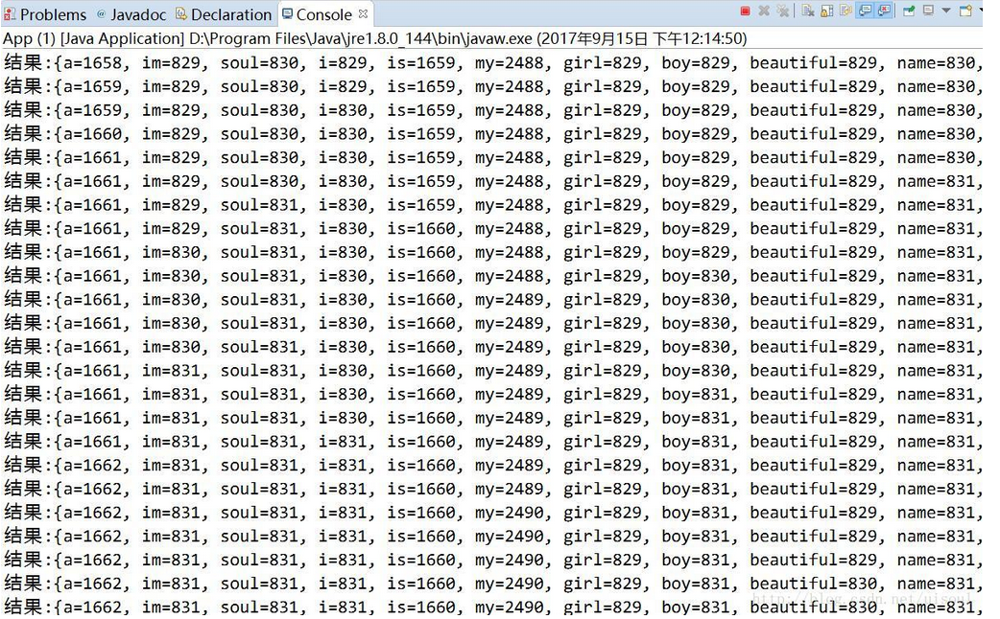 Problems @ Javadoc Declaration Console
App (1) [Java Application] D:\Program Files\Java\jre1.8.0_144\bin\javaw.exe (2017年9月15日 下午12:14:50)
结果:{a=1658, im=829, soul=830, i=829, is=1659, my=2488, girl=829, boy=829, beautiful=829, name=830,
结果:{a=1659, im=829, soul=830, i=829, is=1659, my=2488, girl=829, boy=829, beautiful=829, name=830,
结果:{a=1659, im=829, soul=830, i=830, is=1659, my=2488, girl=829, boy=829, beautiful=829, name=830,
结果:{a=1660, im=829, soul=830, i=830, is=1659, my=2488, girl=829, boy=829, beautiful=829, name=830,
结果:{a=1661, im=829, soul=830, i=830, is=1659, my=2488, girl=829, boy=829, beautiful=829, name=830,
结果:{a=1661, im=829, soul=830, i=830, is=1659, my=2488, girl=829, boy=829, beautiful=829, name=831,
结果:{a=1661, im=829, soul=831, i=830, is=1659, my=2488, girl=829, boy=829, beautiful=829, name=831,
结果:{a=1661, im=829, soul=831, i=830, is=1660, my=2488, girl=829, boy=829, beautiful=829, name=831,
结果:{a=1661, im=830, soul=831, i=830, is=1660, my=2488, girl=829, boy=829, beautiful=829, name=831,
结果:{a=1661, im=830, soul=831, i=830, is=1660, my=2488, girl=829, boy=830, beautiful=829, name=831,
结果:{a=1661, im=830, soul=831, i=830, is=1660, my=2489, girl=829, boy=830, beautiful=829, name=831,
结果:{a=1661, im=830, soul=831, i=830, is=1660, my=2489, girl=829, boy=830, beautiful=829, name=831,
结果:{a=1661, im=830, soul=831, i=830, is=1660, my=2489, girl=829, boy=830, beautiful=829, name=831,
结果:{a=1661, im=831, soul=831, i=830, is=1660, my=2489, girl=829, boy=830, beautiful=829, name=831,
结果:{a=1661, im=831, soul=831, i=830, is=1660, my=2489, girl=829, boy=831, beautiful=829, name=831,
结果:{a=1661, im=831, soul=831, i=830, is=1660, my=2489, girl=829, boy=831, beautiful=829, name=831,
结果:{a=1661, im=831, soul=831, i=831, is=1660, my=2489, girl=829, boy=831, beautiful=829, name=831,
结果:{a=1662, im=831, soul=831, i=831, is=1660, my=2489, girl=829, boy=831, beautiful=829, name=831,
结果:{a=1662, im=831, soul=831, i=831, is=1660, my=2489, girl=829, boy=831, beautiful=829, name=831,
结果:{a=1662, im=831, soul=831, i=831, is=1660, my=2490, girl=829, boy=831, beautiful=829, name=831,
结果:{a=1662, im=831, soul=831, i=831, is=1660, my=2490, girl=829, boy=831, beautiful=829, name=831,
结果:{a=1662, im=831, soul=831, i=831, is=1660, my=2490, girl=829, boy=831, beautiful=829, name=831,
结果:{a=1662, im=831, soul=831, i=831, is=1660, my=2490, girl=829, boy=831, beautiful=830, name=831,
结果:{a=1662, im=831, soul=831, i=831, is=1660, my=2490, girl=829, boy=831, beautiful=830, name=831,
http://blog.csdn.net/uisoul